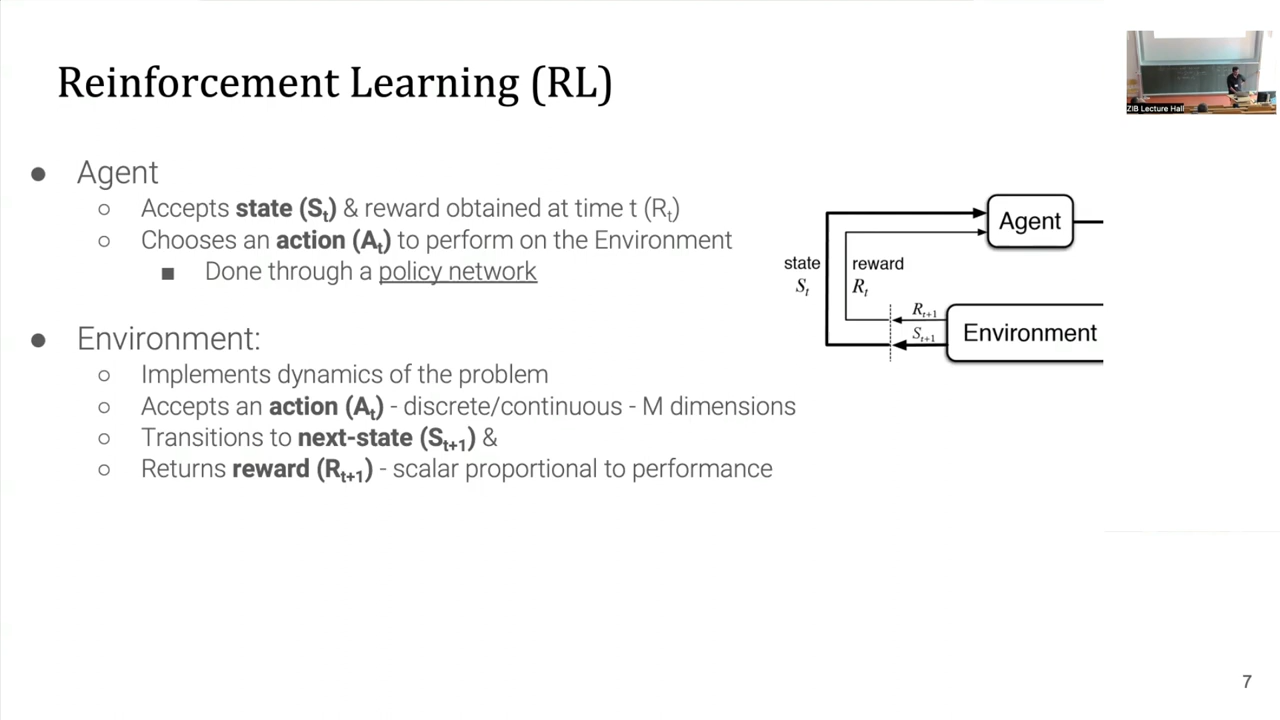 Reinforcement Learning (RL)
ZIB Lecture Hall
● Agent
○ Accepts state (Sₜ) & reward obtained at time t (Rₜ)
○ Chooses an action (Aₜ) to perform on the Environment
■ Done through a policy network
● Environment:
○ Implements dynamics of the problem
○ Accepts an action (Aₜ) - discrete/continuous - M dimensions
○ Transitions to next-state (Sₜ₊₁) &
○ Returns reward (Rₜ₊₁) - scalar proportional to performance
Agent
state
Sₜ
reward
Rₜ
Rₜ₊₁
Sₜ₊₁
Environment
7